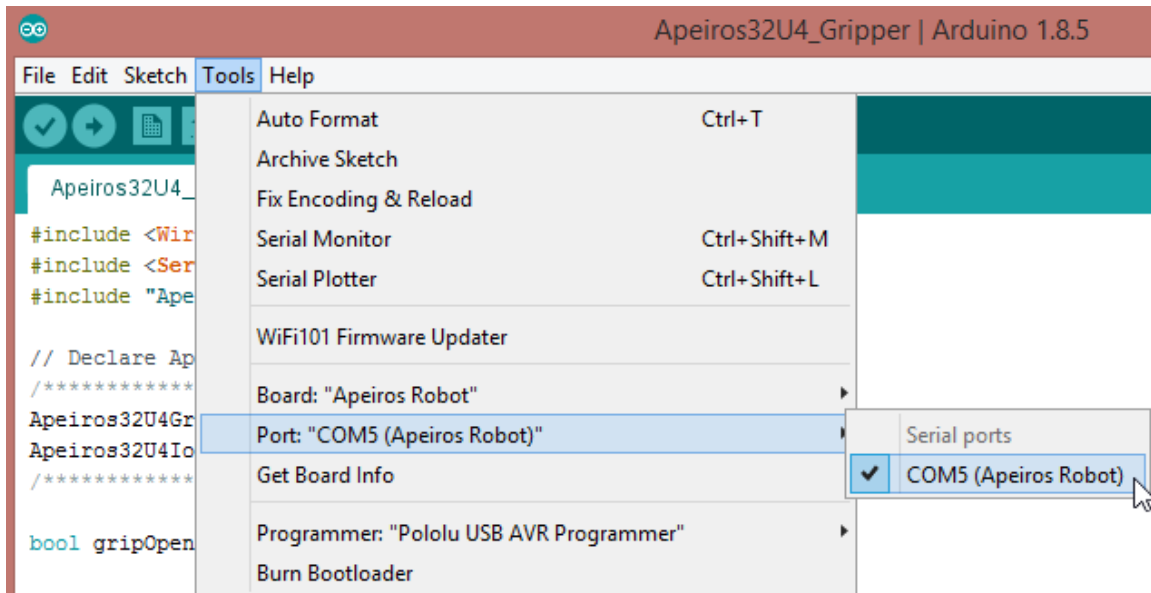 Apeiros32U4_Gripper | Arduino 1.8.5
File Edit Sketch Tools Help
Auto Format Ctrl+T
Archive Sketch
Fix Encoding & Reload
Serial Monitor Ctrl+Shift+M
Serial Plotter Ctrl+Shift+L
WiFi101 Firmware Updater
Board: "Apeiros Robot"
Port: "COM5 (Apeiros Robot)"
Get Board Info
Programmer: "Pololu USB AVR Programmer"
Burn Bootloader
Serial ports
COM5 (Apeiros Robot)
Apeiros32U4_
#include <Wir
#include <Ser
#include "Ape
// Declare Ap
/************
Apeiros32U4Gr
Apeiros32U4Io
/************
bool gripOpen